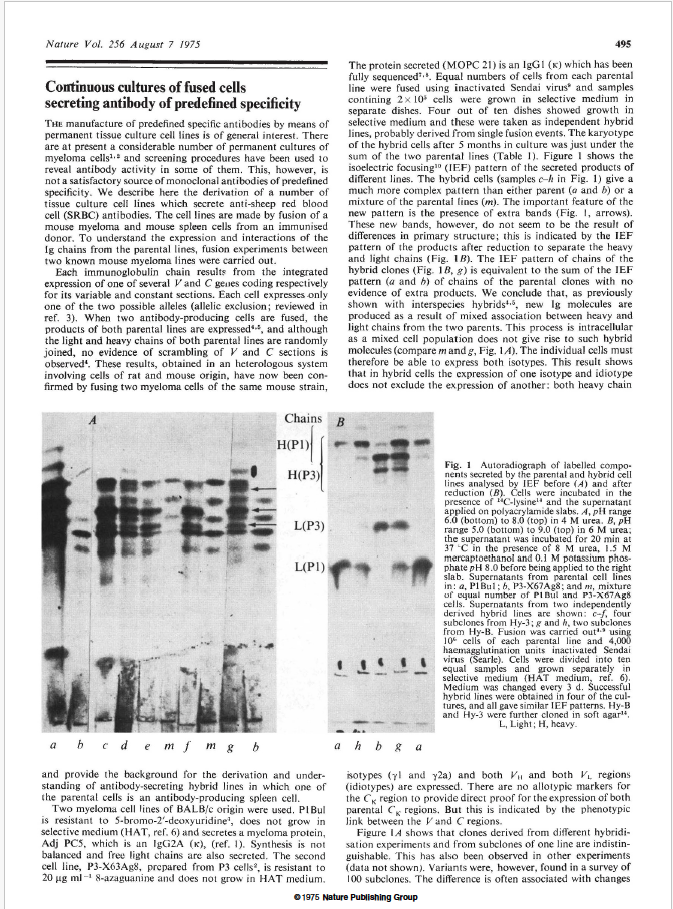 Nature Vol. 256 August 7 1975
495
Continuous cultures of fused cells
secreting antibody of predefined specificity
THE manufacture of predefined specific antibodies by means of
permanent tissue culture cell lines is of general interest. There
are at present a considerable number of permanent cultures of
myeloma cells1,2 and screening procedures have been used to
reveal antibody activity in some of them. This, however, is
not a satisfactory source of monoclonal antibodies of predefined
specificity. We describe here the derivation of a number of
tissue culture cell lines which secrete anti-sheep red blood
cell (SRBC) antibodies. The cell lines are made by fusion of a
mouse myeloma and mouse spleen cells from an immunised
donor. To understand the expression and interactions of the
Ig chains from the parental lines, fusion experiments between
two known mouse myeloma lines were carried out.
Each immunoglobulin chain results from the integrated
expression of one of several V and C genes coding respectively
for its variable and constant sections. Each cell expresses only
one of the two possible alleles (allelic exclusion; reviewed in
ref. 3). When two antibody-producing cells are fused, the
products of both parental lines are expressed4,5, and although
the light and heavy chains of both parental lines are randomly
joined, no evidence of scrambling of V and C sections is
observed4. These results, obtained in an heterologous system
involving cells of rat and mouse origin, have now been con-
firmed by fusing two myeloma cells of the same mouse strain,
The protein secreted (MOPC 21) is an IgG1 (κ) which has been
fully sequenced7,8. Equal numbers of cells from each parental
line were fused using inactivated Sendai virus9 and samples
contining 2×10⁵ cells were grown in selective medium in
separate dishes. Four out of ten dishes showed growth in
selective medium and these were taken as independent hybrid
lines, probably derived from single fusion events. The karyotype
of the hybrid cells after 5 months in culture was just under the
sum of the two parental lines (Table 1). Figure 1 shows the
isoelectric focusing10 (IEF) pattern of the secreted products of
different lines. The hybrid cells (samples c–h in Fig. 1) give a
much more complex pattern than either parent (a and b) or a
mixture of the parental lines (m). The important feature of the
new pattern is the presence of extra bands (Fig. 1, arrows).
These new bands, however, do not seem to be the result of
differences in primary structure; this is indicated by the IEF
pattern of the products after reduction to separate the heavy
and light chains (Fig. 1B). The IEF pattern of chains of the
hybrid clones (Fig. 1B, g) is equivalent to the sum of the IEF
pattern (a and b) of chains of the parental clones with no
evidence of extra products. We conclude that, as previously
shown with interspecies hybrids4,5, new Ig molecules are
produced as a result of mixed association between heavy and
light chains from the two parents. This process is intracellular
as a mixed cell population does not give rise to such hybrid
molecules (compare m and g, Fig. 1A). The individual cells must
therefore be able to express both isotypes. This result shows
that in hybrid cells the expression of one isotype and idiotype
does not exclude the expression of another: both heavy chain
A
Chains
B
H(P1)
H(P3)
L(P3)
L(P1)
a b c d e m f m g b
a h b g a
Fig. 1 Autoradiograph of labelled compo-
nents secreted by the parental and hybrid cell
lines analysed by IEF before (A) and after
reduction (B). Cells were incubated in the
presence of 14C-lysine14 and the supernatant
applied on polyacrylamide slabs. A, pH range
6.0 (bottom) to 8.0 (top) in 4 M urea. B, pH
range 5.0 (bottom) to 9.0 (top) in 6 M urea;
the supernatant was incubated for 20 min at
37 °C in the presence of 8 M urea, 1.5 M
mercaptoethanol and 0.1 M potassium phos-
phate pH 8.0 before being applied to the right
slab. Supernatants from parental cell lines
in: a, P1Bul; b, P3-X67Ag8; and m, mixture
of equal number of P1Bul and P3-X67Ag8
cells. Supernatants from two independently
derived hybrid lines are shown: c–f, four
subclones from Hy-3; g and h, two subclones
from Hy-B. Fusion was carried out4,9 using
10⁶ cells of each parental line and 4,000
haemagglutination units inactivated Sendai
virus (Searle). Cells were divided into ten
equal samples and grown separately in
selective medium (HAT medium, ref. 6).
Medium was changed every 3 d. Successful
hybrid lines were obtained in four of the cul-
tures, and all gave similar IEF patterns. Hy-B
and Hy-3 were further cloned in soft agar14.
L, Light; H, heavy.
and provide the background for the derivation and under-
standing of antibody-secreting hybrid lines in which one of
the parental cells is an antibody-producing spleen cell.
Two myeloma cell lines of BALB/c origin were used. P1Bul
is resistant to 5-bromo-2′-deoxyuridine4, does not grow in
selective medium (HAT, ref. 6) and secretes a myeloma protein,
Adj PC5, which is an IgG2A (κ), (ref. 1). Synthesis is not
balanced and free light chains are also secreted. The second
cell line, P3-X63Ag8, prepared from P3 cells2, is resistant to
20 μg ml⁻¹ 8-azaguanine and does not grow in HAT medium.
isotypes (γ1 and γ2a) and both VH and both VL regions
(idiotypes) are expressed. There are no allotypic markers for
the Cκ region to provide direct proof for the expression of both
parental Cκ regions. But this is indicated by the phenotypic
link between the V and C regions.
Figure 1A shows that clones derived from different hybridi-
sation experiments and from subclones of one line are indistin-
guishable. This has also been observed in other experiments
(data not shown). Variants were, however, found in a survey of
100 subclones. The difference is often associated with changes
©1975 Nature Publishing Group